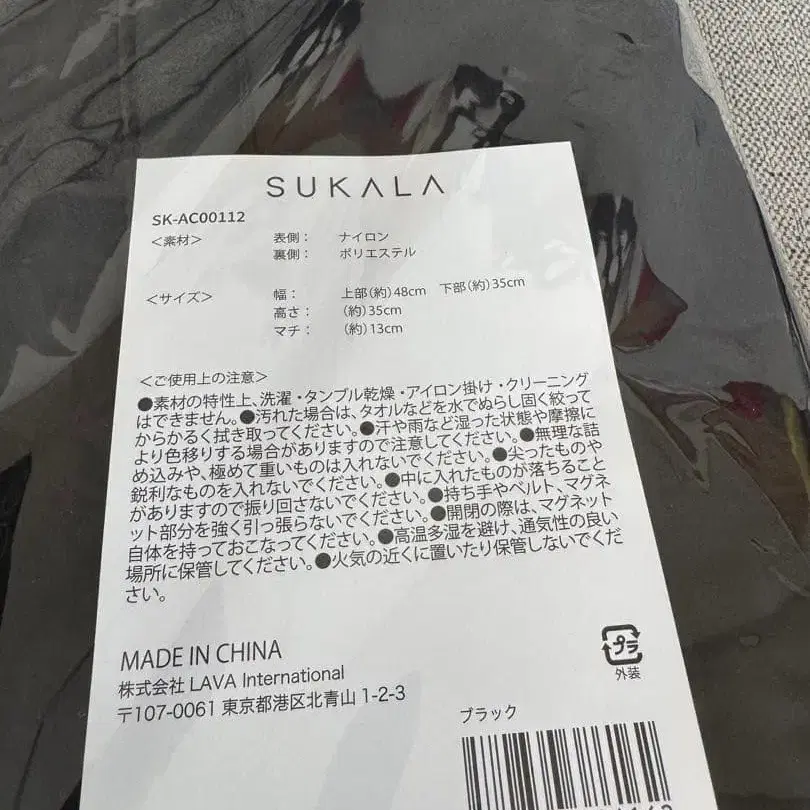 SUKALA
SK-AC00112
＜素材＞ 表側： ナイロン
裏側： ポリエステル
＜サイズ＞ 幅： 上部(約)48cm 下部(約)35cm
高さ： (約)35cm
マチ： (約)13cm
＜ご使用上の注意＞
●素材の特性上、洗濯・タンブル乾燥・アイロン掛け・クリーニング
はできません。●汚れた場合は、タオルなどを水でぬらし固く絞って
からかるく拭き取ってください。●汗や雨など湿った状態や摩擦に
より色移りする場合がありますので注意してください。●無理な詰
め込みや、極めて重いものは入れないでください。●尖ったものや
鋭利なものを入れないでください。●中に入れたものが落ちること
がありますので振り回さないでください。●持ち手やベルト、マグネ
ット部分を強く引っ張らないでください。●開閉の際は、マグネット
自体を持っておこなってください。●高温多湿を避け、通気性の良い
場所に保管してください。●火気の近くに置いたり保管しないでくだ
さい。
MADE IN CHINA
株式会社 LAVA International
〒107-0061 東京都港区北青山 1-2-3
プラ
外装
ブラック